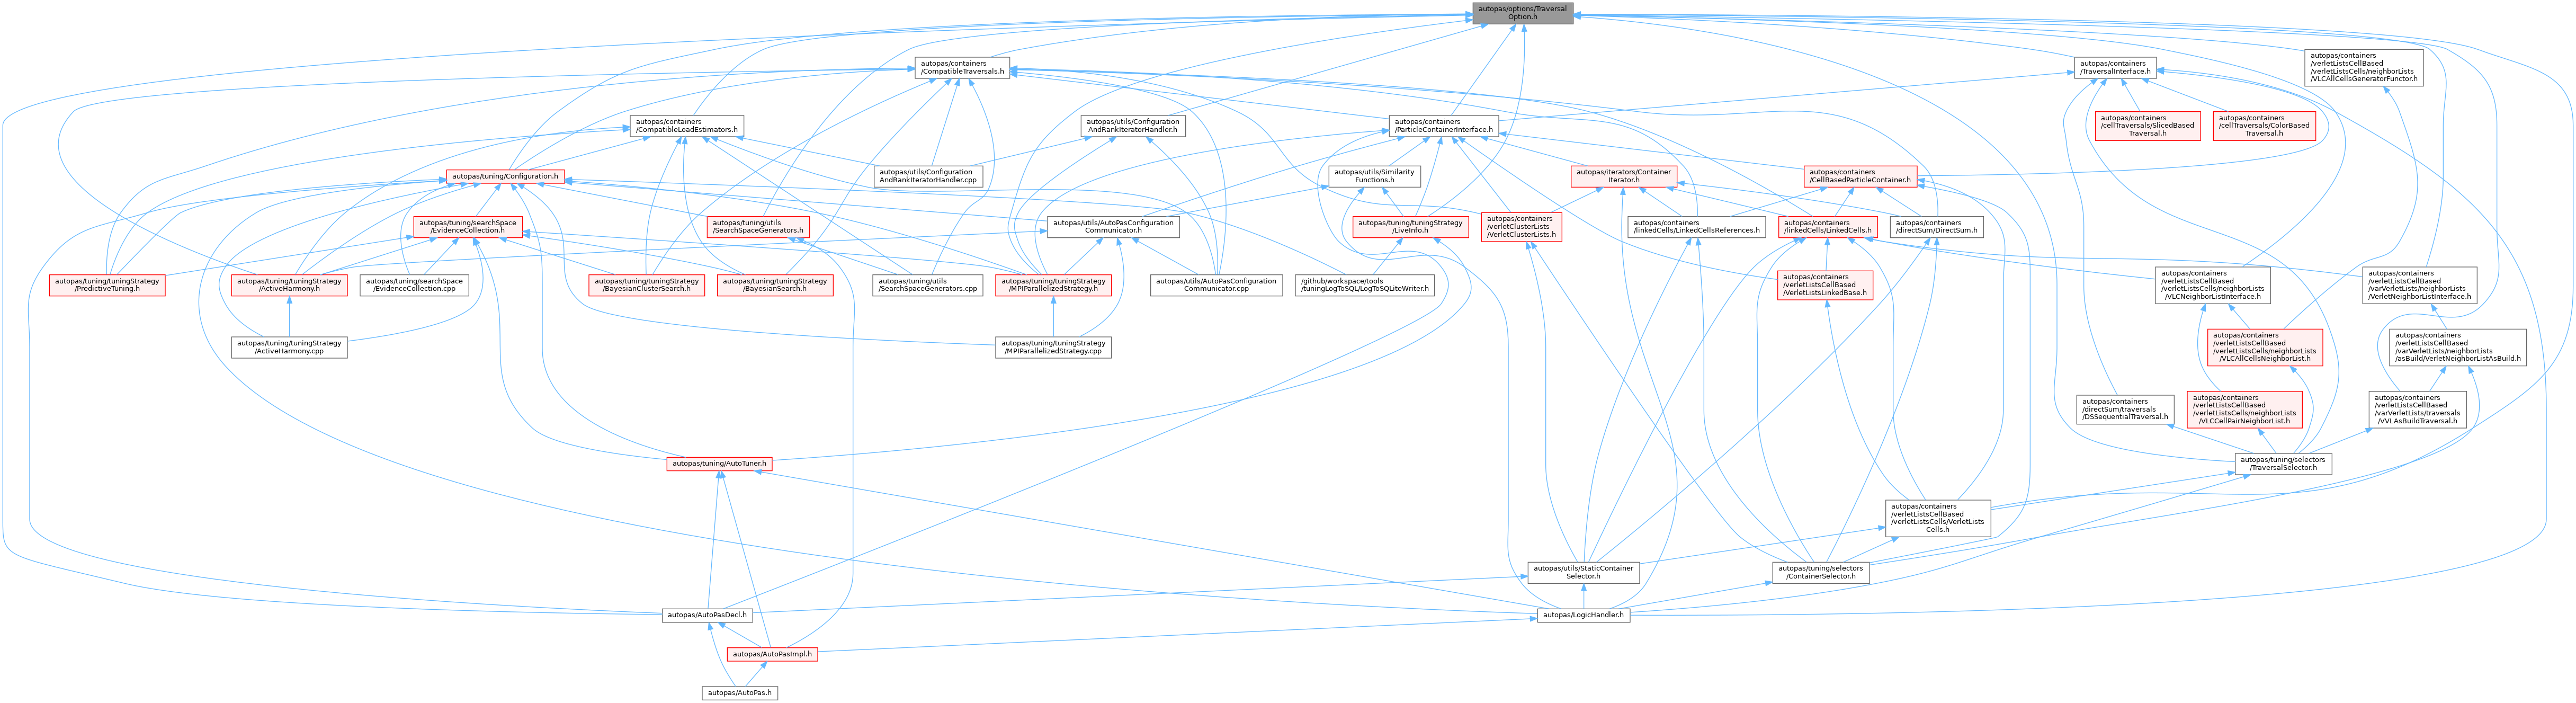 autopas/options/Traversal
Option.h
autopas/containers
/CompatibleTraversals.h
autopas/containers
/TraversalInterface.h
autopas/containers
/verletListsCellBased
/verletListsCells/neighborLists
/VLCAllCellsGeneratorFunctor.h
autopas/containers
/CompatibleLoadEstimators.h
autopas/utils/Configuration
AndRankIteratorHandler.h
autopas/containers
/ParticleContainerInterface.h
autopas/containers
/cellTraversals/SlicedBased
Traversal.h
autopas/containers
/cellTraversals/ColorBased
Traversal.h
autopas/tuning/Configuration.h
autopas/utils/Configuration
AndRankIteratorHandler.cpp
autopas/utils/Similarity
Functions.h
autopas/iterators/Container
Iterator.h
autopas/containers
/CellBasedParticleContainer.h
autopas/tuning/searchSpace
/EvidenceCollection.h
autopas/tuning/utils
/SearchSpaceGenerators.h
autopas/utils/AutoPasConfiguration
Communicator.h
autopas/tuning/tuningStrategy
/LiveInfo.h
autopas/containers
/verletClusterLists
/VerletClusterLists.h
autopas/containers
/linkedCells/LinkedCellsReferences.h
autopas/containers
/linkedCells/LinkedCells.h
autopas/containers
/directSum/DirectSum.h
autopas/tuning/tuningStrategy
/PredictiveTuning.h
autopas/tuning/tuningStrategy
/ActiveHarmony.h
autopas/tuning/searchSpace
/EvidenceCollection.cpp
autopas/tuning/tuningStrategy
/BayesianClusterSearch.h
autopas/tuning/tuningStrategy
/BayesianSearch.h
autopas/tuning/utils
/SearchSpaceGenerators.cpp
autopas/tuning/tuningStrategy
/MPIParallelizedStrategy.h
autopas/utils/AutoPasConfiguration
Communicator.cpp
/github/workspace/tools
/tuningLogToSQL/LogToSQLiteWriter.h
autopas/containers
/verletListsCellBased
/VerletListsLinkedBase.h
autopas/containers
/verletListsCellBased
/verletListsCells/neighborLists
/VLCNeighborListInterface.h
autopas/containers
/verletListsCellBased
/varVerletLists/neighborLists
/VerletNeighborListInterface.h
autopas/tuning/tuningStrategy
/ActiveHarmony.cpp
autopas/tuning/tuningStrategy
/MPIParallelizedStrategy.cpp
autopas/containers
/verletListsCellBased
/verletListsCells/neighborLists
/VLCAllCellsNeighborList.h
autopas/containers
/verletListsCellBased
/varVerletLists/neighborLists
/asBuild/VerletNeighborListAsBuild.h
autopas/containers
/directSum/traversals
/DSSequentialTraversal.h
autopas/containers
/verletListsCellBased
/verletListsCells/neighborLists
/VLCCellPairNeighborList.h
autopas/containers
/verletListsCellBased
/varVerletLists/traversals
/VVLAsBuildTraversal.h
autopas/tuning/AutoTuner.h
autopas/tuning/selectors
/TraversalSelector.h
autopas/containers
/verletListsCellBased
/verletListsCells/VerletLists
Cells.h
autopas/utils/StaticContainer
Selector.h
autopas/tuning/selectors
/ContainerSelector.h
autopas/AutoPasDecl.h
autopas/LogicHandler.h
autopas/AutoPasImpl.h
autopas/AutoPas.h